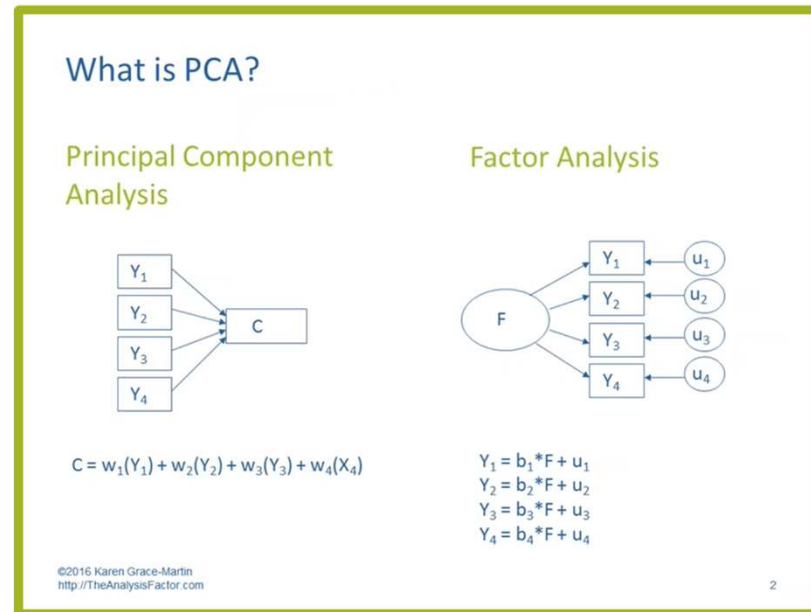 What is PCA?
Principal Component
Analysis
Y₁
Y₂
Y₃
Y₄
C
C = w₁(Y₁) + w₂(Y₂) + w₃(Y₃) + w₄(X₄)
Factor Analysis
F
Y₁
u₁
Y₂
u₂
Y₃
u₃
Y₄
u₄
Y₁ = b₁*F + u₁
Y₂ = b₂*F + u₂
Y₃ = b₃*F + u₃
Y₄ = b₄*F + u₄
©2016 Karen Grace-Martin
http://TheAnalysisFactor.com
2